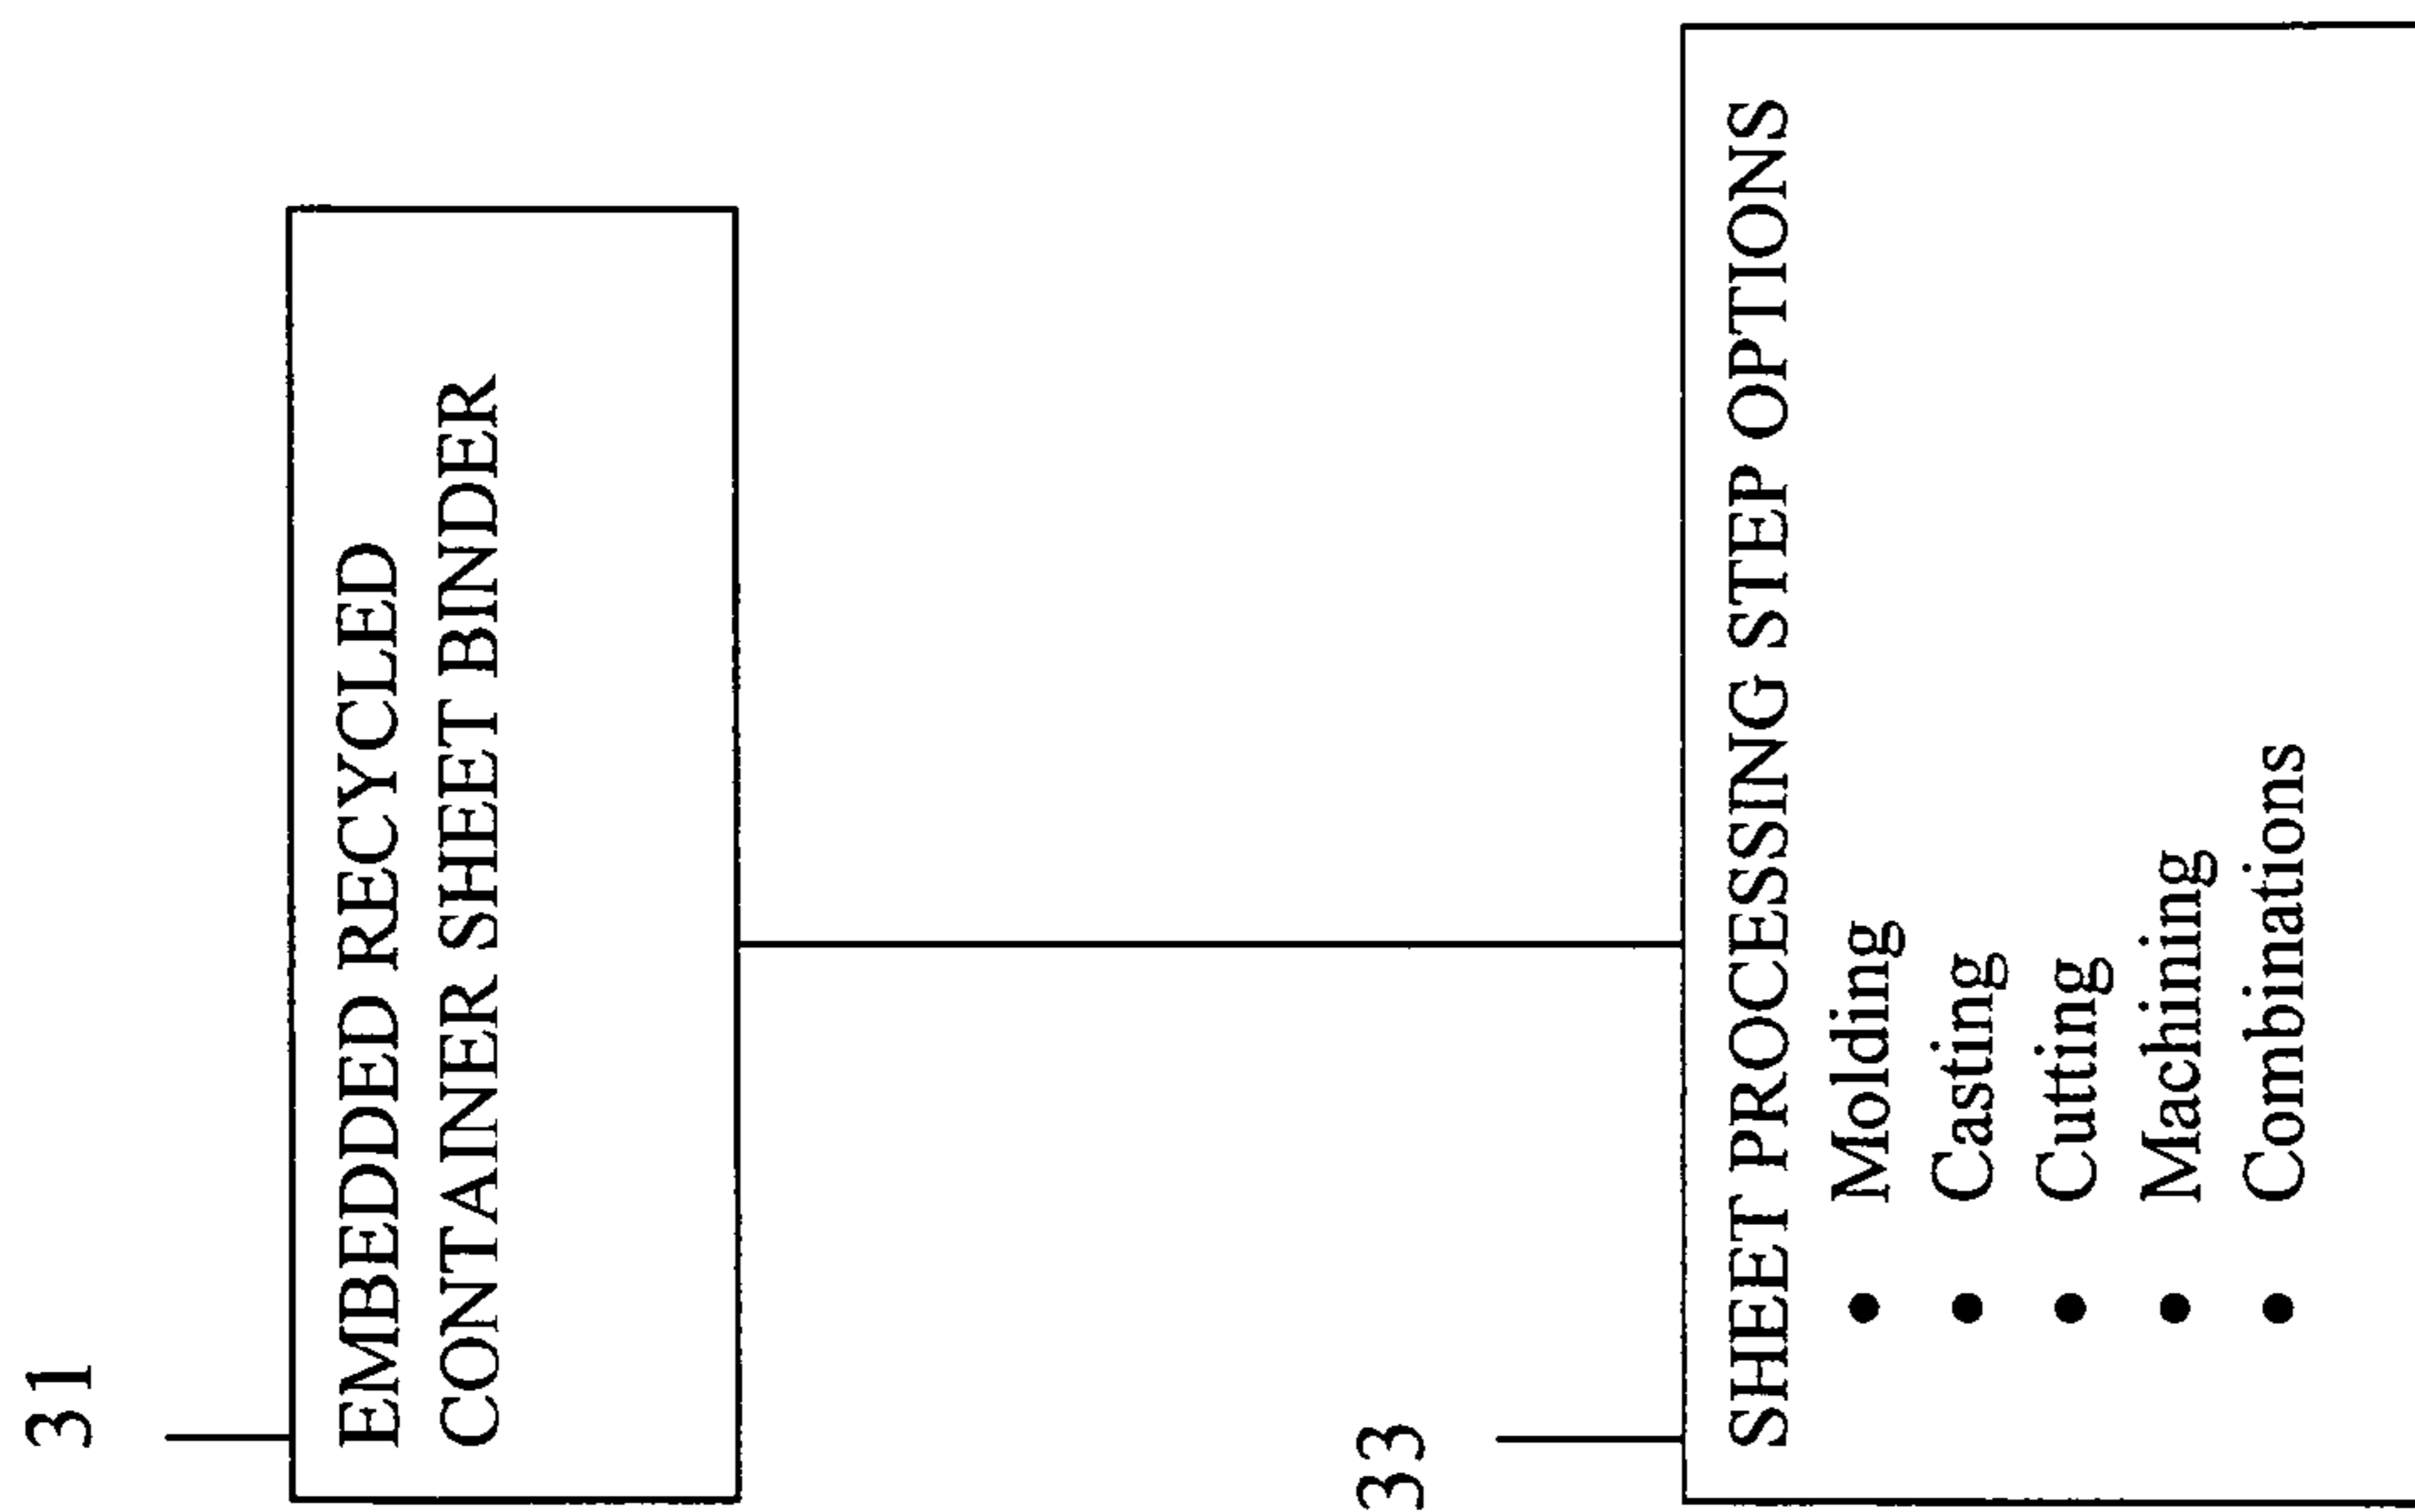 31
EMBEDDED RECYCLED
CONTAINER SHEET BINDER
33
SHEET PROCESSING STEP OPTIONS
• Molding
• Casting
• Cutting
• Machining
• Combinations